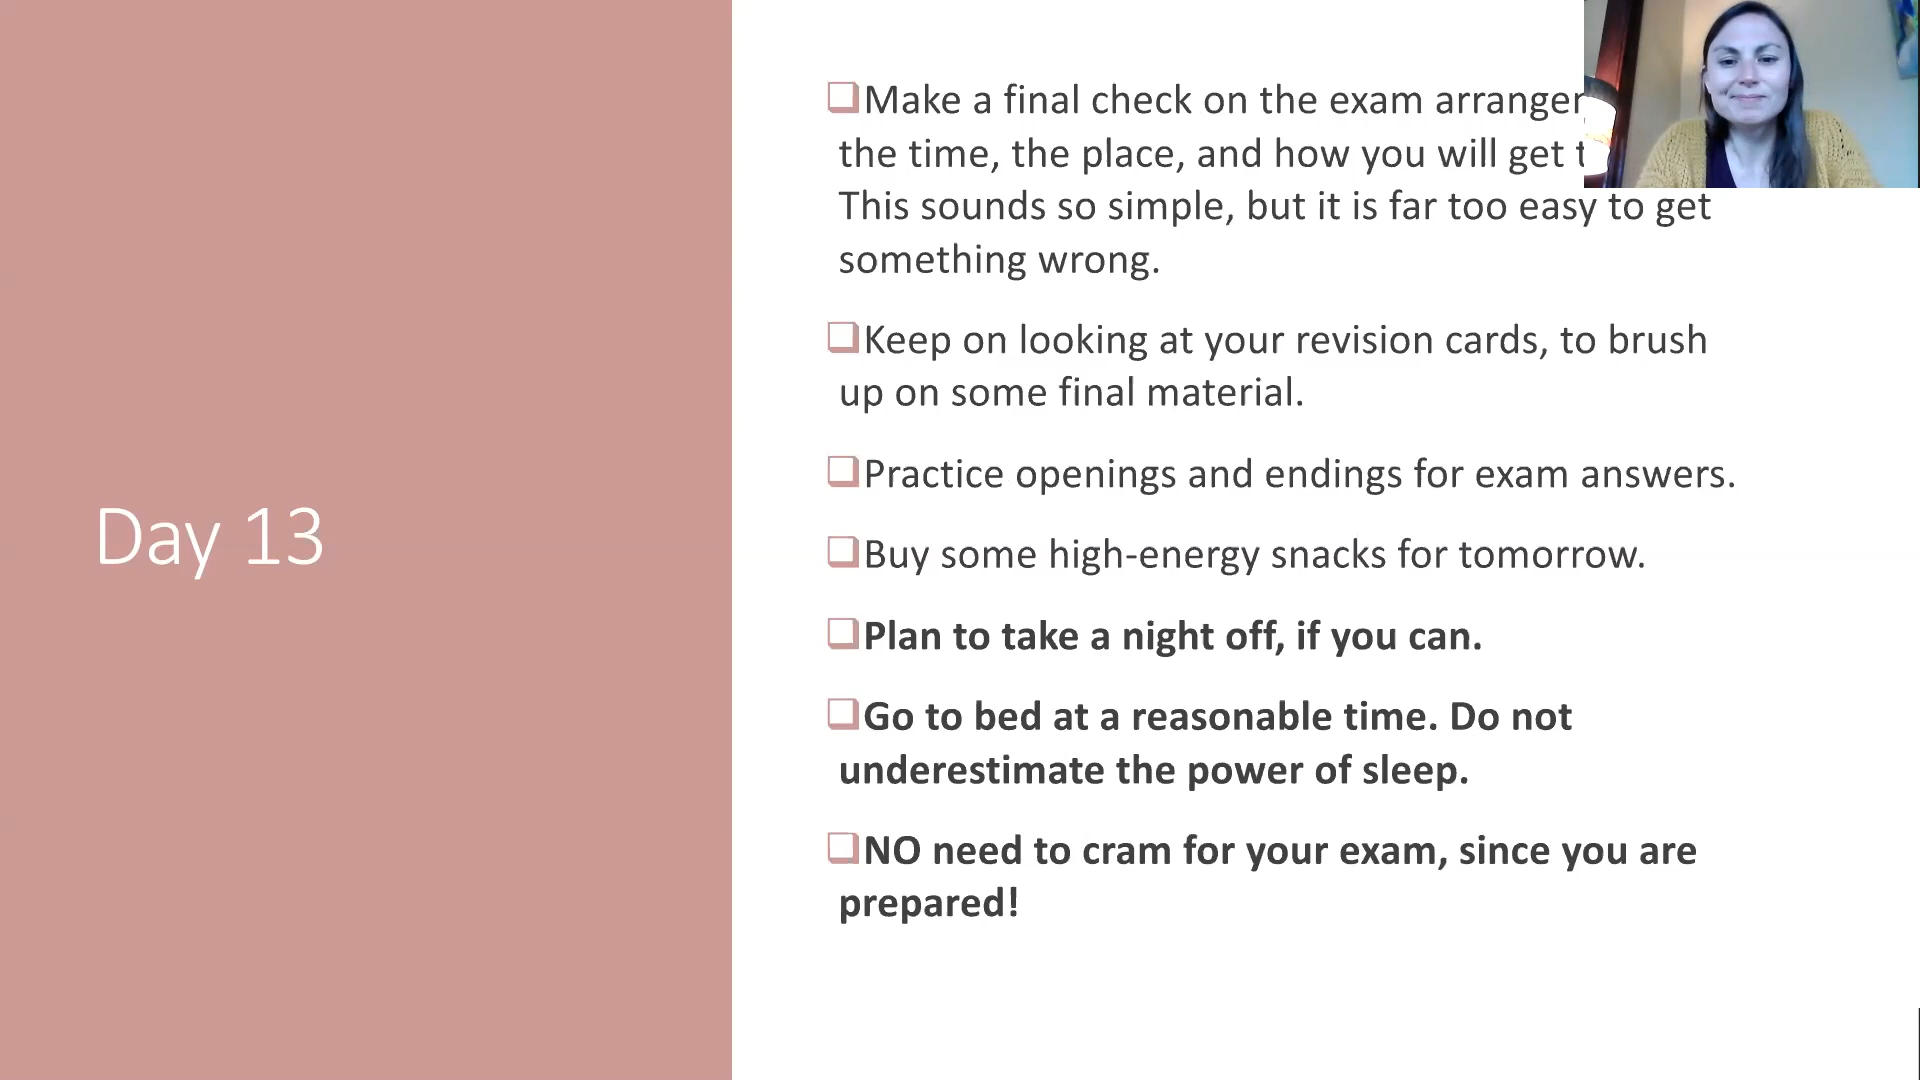 Day 13
Make a final check on the exam
the time, the place, and how you will get
This sounds so simple, but it is far too easy to get
something wrong.
Keep on looking at your revision cards, to brush
up on some final material.
Practice openings and endings for exam answers.
Buy some high-energy snacks for tomorrow.
Plan to take a night off, if you can.
Go to bed at a reasonable time. Do not
underestimate the power of sleep.
NO need to cram for your exam, since you are
prepared!